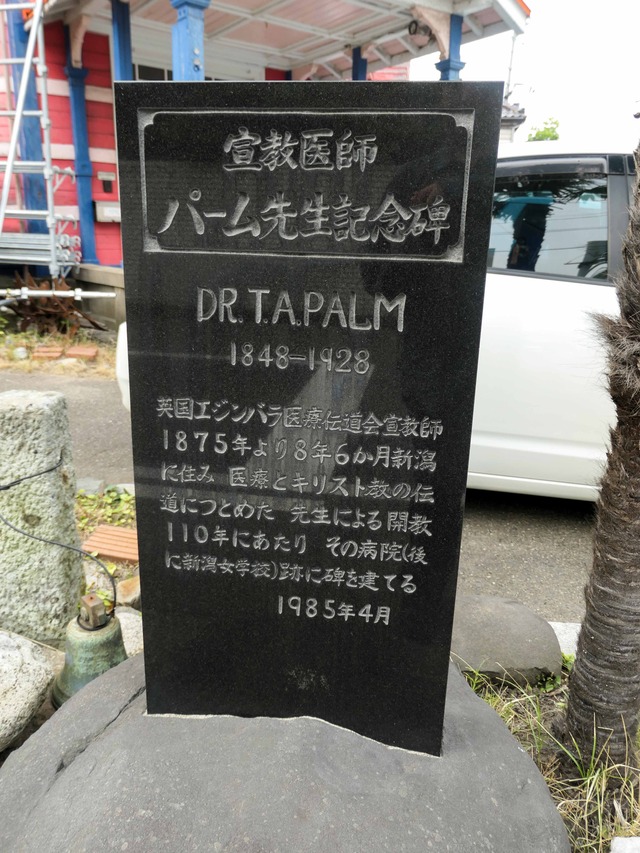 宣教医師
パーム先生記念碑
DR.T.A.PALM
1848-1928
英国エジンバラ医療伝道会宣教師
1875年より8年6か月新潟
に住み 医療とキリスト教の伝
道につとめた 先生による開教
110年にあたり その病院(後
に新潟女学校)跡に碑を建てる
1985年4月